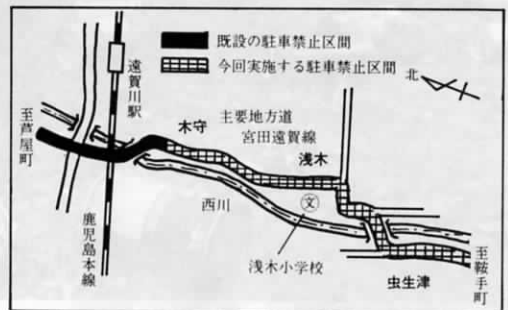 既設の駐車禁止区間
今回実施する駐車禁止区間
北
遠賀川駅
至芦屋町
木守
主要地方道
宮田遠賀線
浅木
西川
文
鹿児島本線
浅木小学校
虫生津
至鞍手町